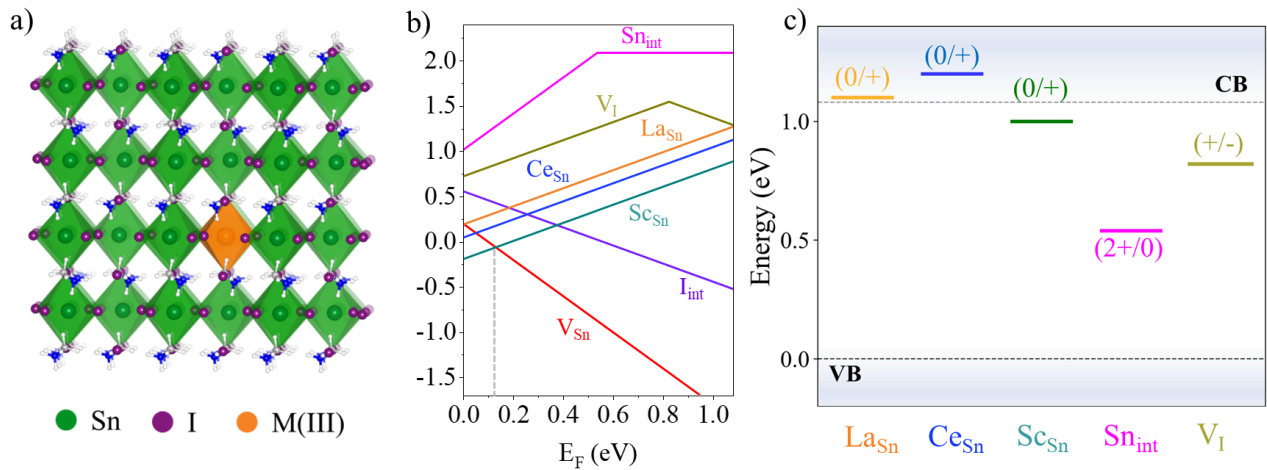 a)
Sn
I
M(III)
b)
2.0
1.5
1.0
0.5
0.0
-0.5
-1.0
-1.5
Sn_int
V_I
La_Sn
Ce_Sn
Sc_Sn
I_int
V_Sn
0.0 0.2 0.4 0.6 0.8 1.0
E_F (eV)
c)
Energy (eV)
1.0
0.5
0.0
(0/+)
(0/+)
(0/+)
CB
(+/-)
(2+/0)
VB
La_Sn Ce_Sn Sc_Sn Sn_int V_I